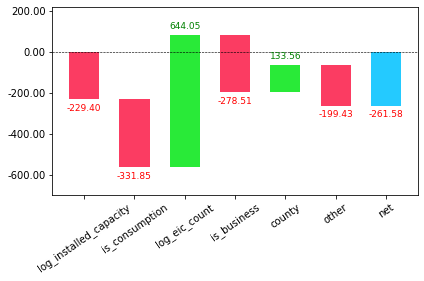 200.00
0.00
-200.00
-400.00
-600.00
644.05
133.56
-229.40
-278.51
-199.43
-261.58
-331.85
log_installed_capacity
is_consumption
log_eic_count
is_business
county
other
net